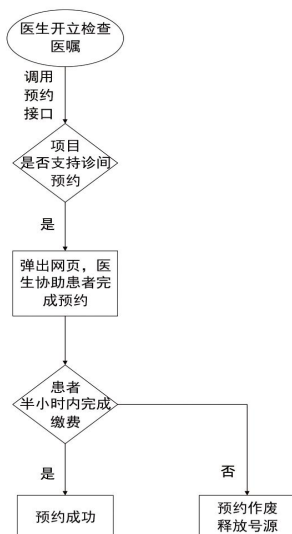 医生开立检查
医嘱
调用
预约
接口
项目
是否支持诊间
预约
是
弹出网页，医
生协助患者完
成预约
患者
半小时内完成
缴费
是
否
预约成功
预约作废
释放号源